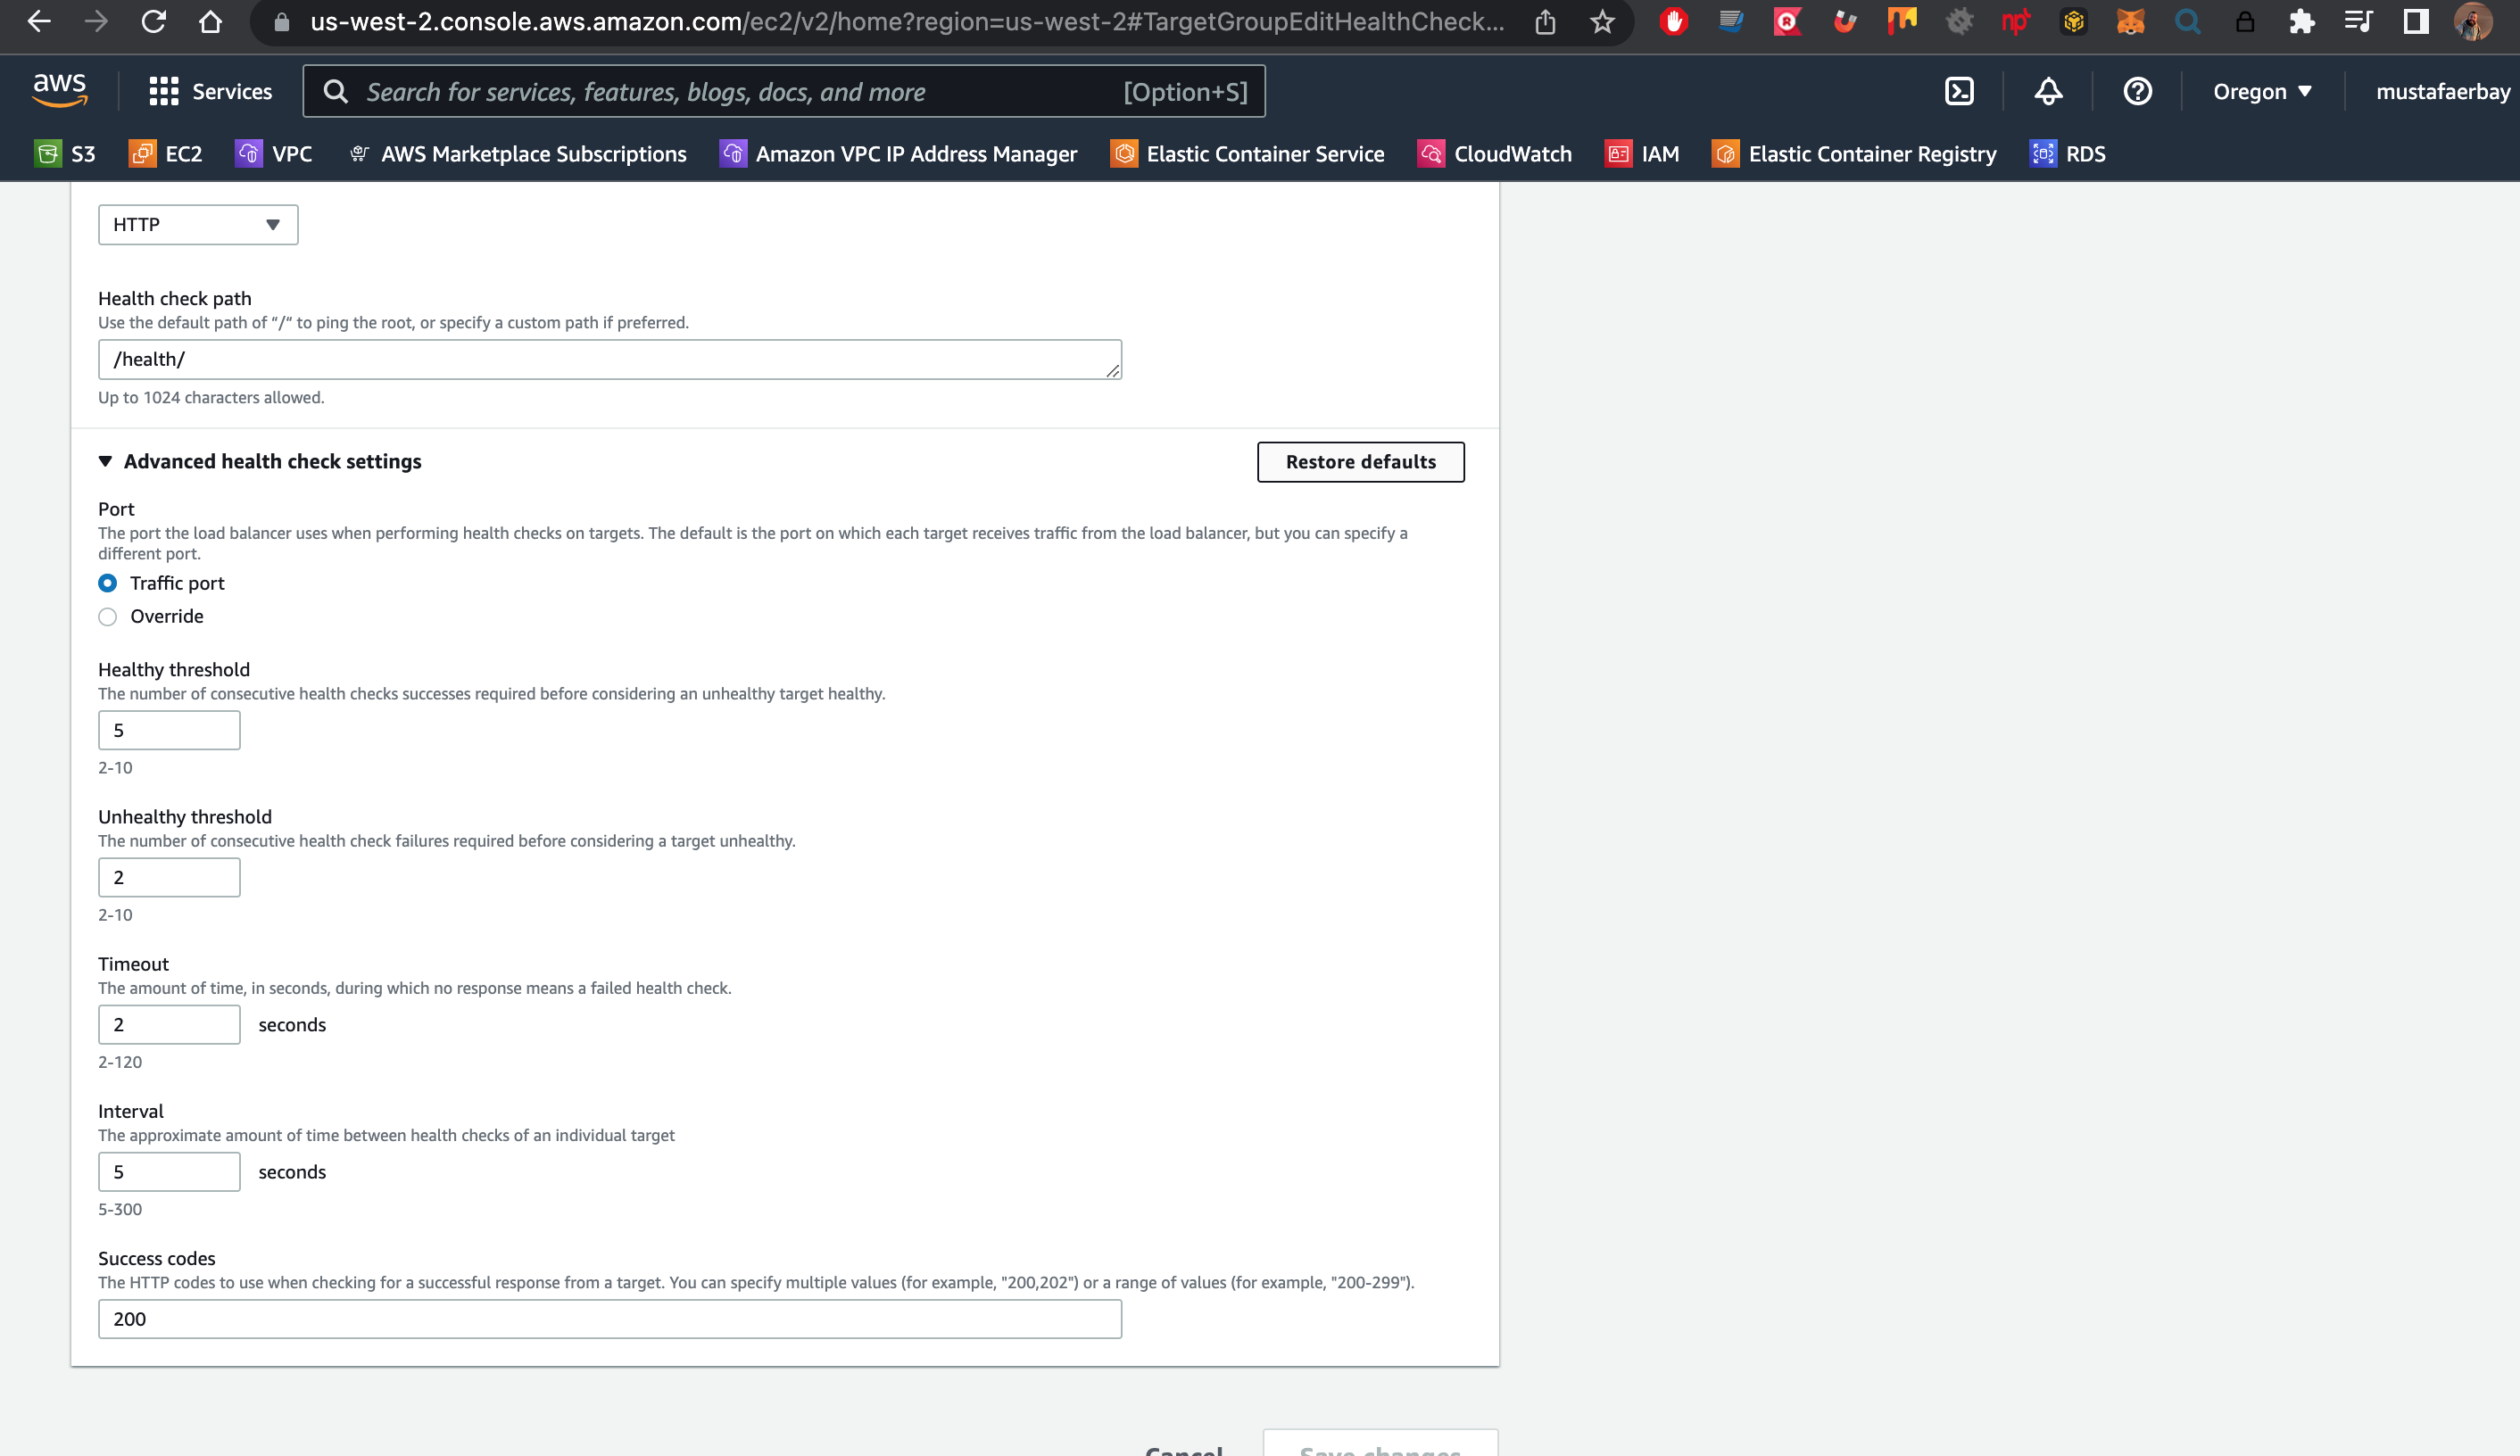 us-west-2.console.aws.amazon.com/ec2/v2/home?region=us-west-2#TargetGroupEditHealthCheck...
aws
Services
Search for services, features, blogs, docs, and more
[Option+S]
Oregon ▼
mustafaerbay
S3
EC2
VPC
AWS Marketplace Subscriptions
Amazon VPC IP Address Manager
Elastic Container Service
CloudWatch
IAM
Elastic Container Registry
RDS
HTTP
Health check path
Use the default path of “/“ to ping the root, or specify a custom path if preferred.
/health/
Up to 1024 characters allowed.
Advanced health check settings
Restore defaults
Port
The port the load balancer uses when performing health checks on targets. The default is the port on which each target receives traffic from the load balancer, but you can specify a
different port.
Traffic port
Override
Healthy threshold
The number of consecutive health checks successes required before considering an unhealthy target healthy.
5
2-10
Unhealthy threshold
The number of consecutive health check failures required before considering a target unhealthy.
2
2-10
Timeout
The amount of time, in seconds, during which no response means a failed health check.
2 seconds
2-120
Interval
The approximate amount of time between health checks of an individual target
5 seconds
5-300
Success codes
The HTTP codes to use when checking for a successful response from a target. You can specify multiple values (for example, "200,202") or a range of values (for example, "200-299").
200
Cancel
Save changes